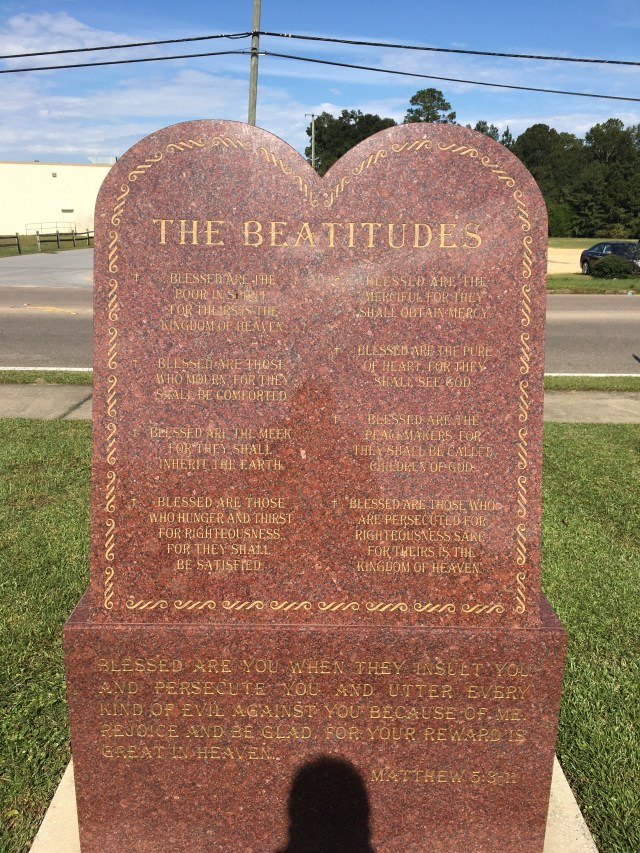 THE BEATITUDES
† BLESSED ARE THE
POOR IN SPIRIT,
FOR THEIRS IS THE
KINGDOM OF HEAVEN.
† BLESSED ARE THOSE
WHO MOURN, FOR THEY
SHALL BE COMFORTED.
† BLESSED ARE THE MEEK
FOR THEY SHALL
INHERIT THE EARTH.
† BLESSED ARE THOSE
WHO HUNGER AND THIRST
FOR RIGHTEOUSNESS,
FOR THEY SHALL
BE SATISFIED.
† BLESSED ARE THE
MERCIFUL FOR THEY
SHALL OBTAIN MERCY.
† BLESSED ARE THE PURE
OF HEART, FOR THEY
SHALL SEE GOD.
† BLESSED ARE THE
PEACEMAKERS, FOR
THEY SHALL BE CALLED
CHILDREN OF GOD.
† BLESSED ARE THOSE WHO
ARE PERSECUTED FOR
RIGHTEOUSNESS SAKE,
FOR THEIRS IS THE
KINGDOM OF HEAVEN.
BLESSED ARE YOU WHEN THEY INSULT YOU
AND PERSECUTE YOU AND UTTER EVERY
KIND OF EVIL AGAINST YOU BECAUSE OF ME.
REJOICE AND BE GLAD, FOR YOUR REWARD IS
GREAT IN HEAVEN..
MATTHEW 5:3-11